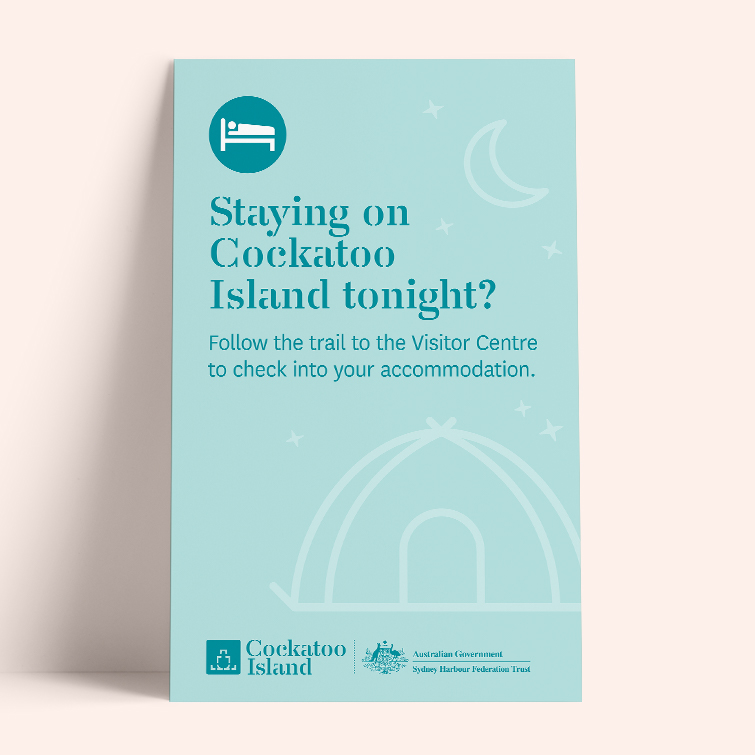 Staying on
Cockatoo
Island tonight?
Follow the trail to the Visitor Centre
to check into your accommodation.
Cockatoo
Island
Australian Government
Sydney Harbour Federation Trust